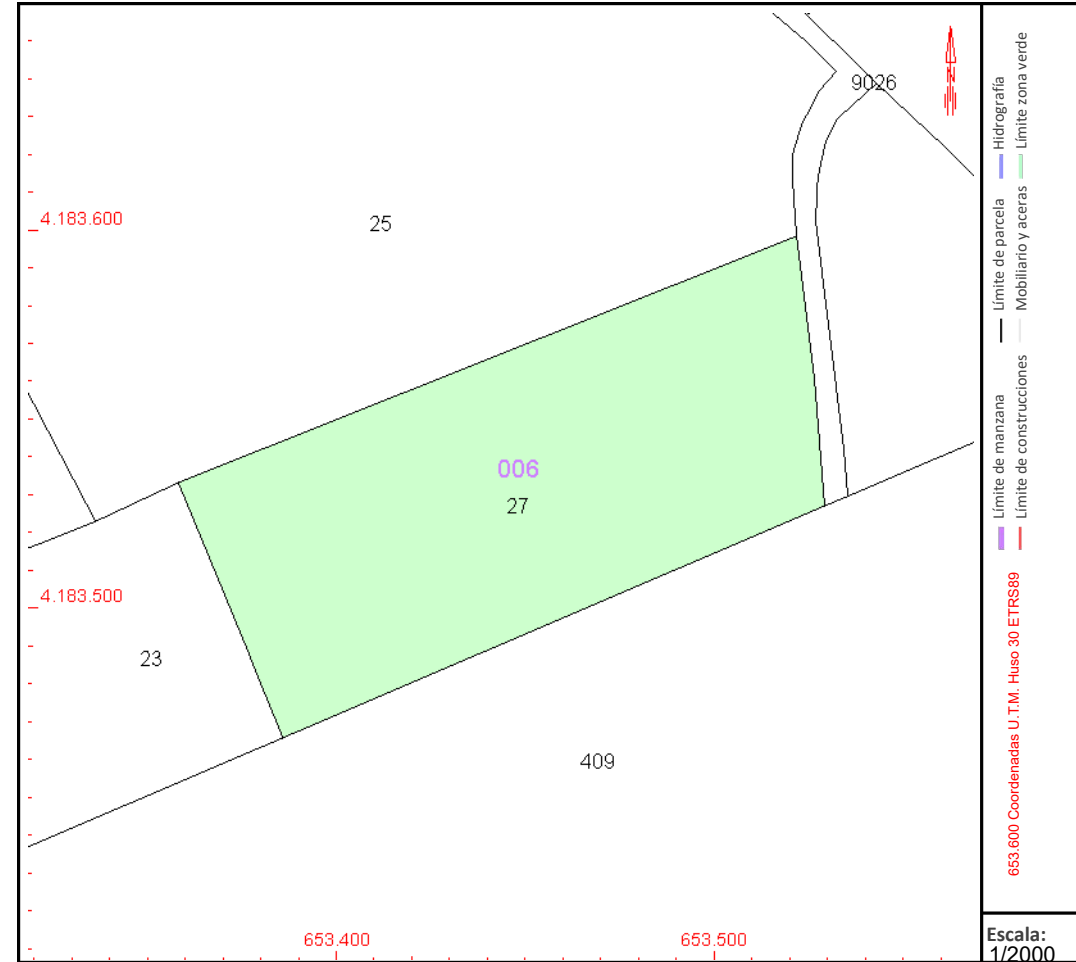 9026
N
4.183.600
25
006
27
4.183.500
23
409
653.400
653.500
Límite de manzana
Límite de parcela
Hidrografía
Límite de construcciones
Mobiliario y aceras
Límite zona verde
653.600 Coordenadas U.T.M. Huso 30 ETRS89
Escala:
1/2000